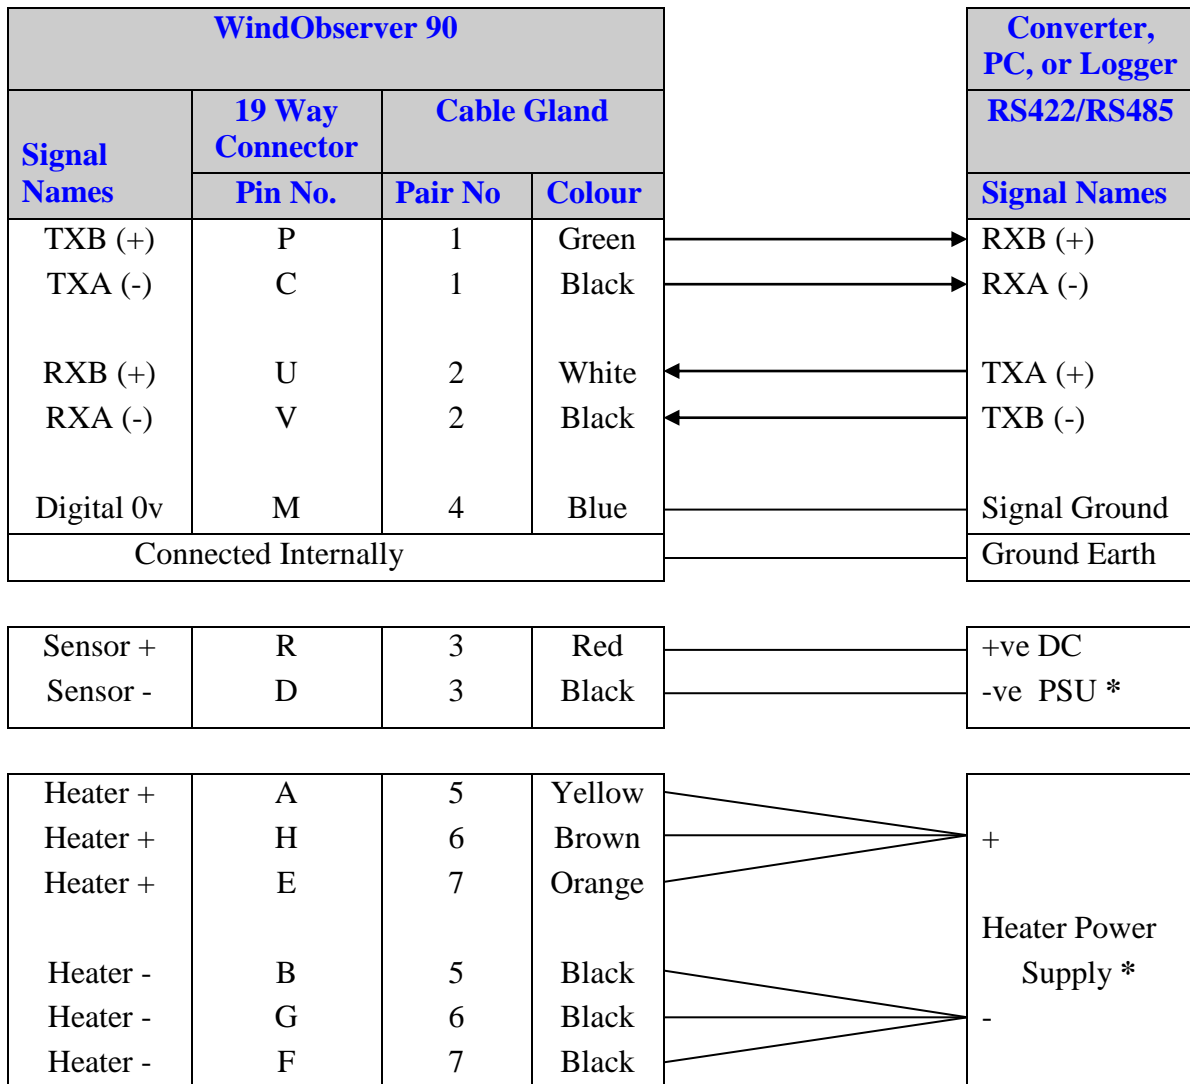 WindObserver 90
Converter,
PC, or Logger
Signal
Names
19 Way
Connector
Cable Gland
RS422/RS485
Pin No.
Pair No
Colour
Signal Names
TXB (+) P 1 Green RXB (+)
TXA (-) C 1 Black RXA (-)
RXB (+) U 2 White TXA (+)
RXA (-) V 2 Black TXB (-)
Digital 0v M 4 Blue Signal Ground
Connected Internally Ground Earth
Sensor + R 3 Red +ve DC
Sensor - D 3 Black -ve PSU *
Heater + A 5 Yellow
Heater + H 6 Brown +
Heater + E 7 Orange
Heater Power
Heater - B 5 Black Supply *
Heater - G 6 Black -
Heater - F 7 Black